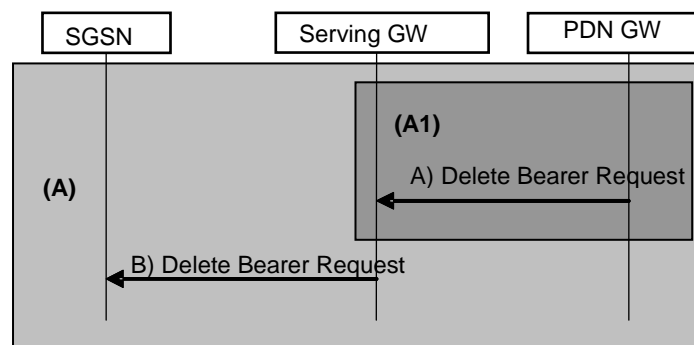 SGSN
Serving GW
PDN GW
(A1)
(A)
A) Delete Bearer Request
B) Delete Bearer Request